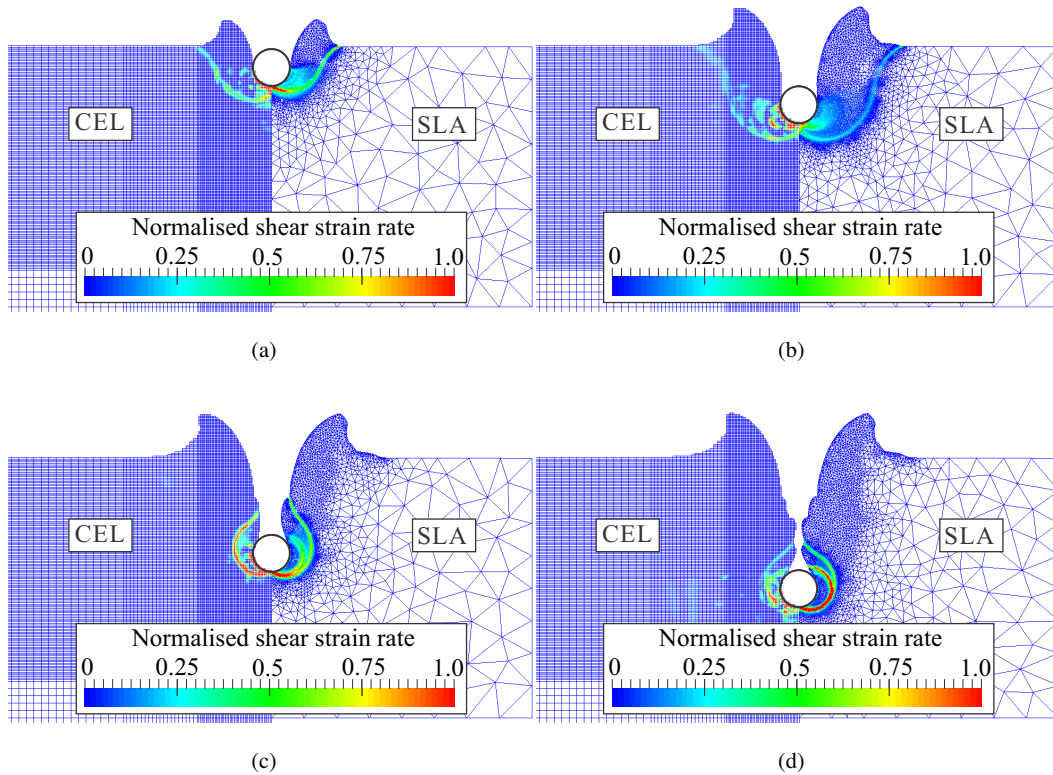 CEL SLA
Normalised shear strain rate
0 0.25 0.5 0.75 1.0
(a)
CEL SLA
Normalised shear strain rate
0 0.25 0.5 0.75 1.0
(b)
CEL SLA
Normalised shear strain rate
0 0.25 0.5 0.75 1.0
(c)
CEL SLA
Normalised shear strain rate
0 0.25 0.5 0.75 1.0
(d)